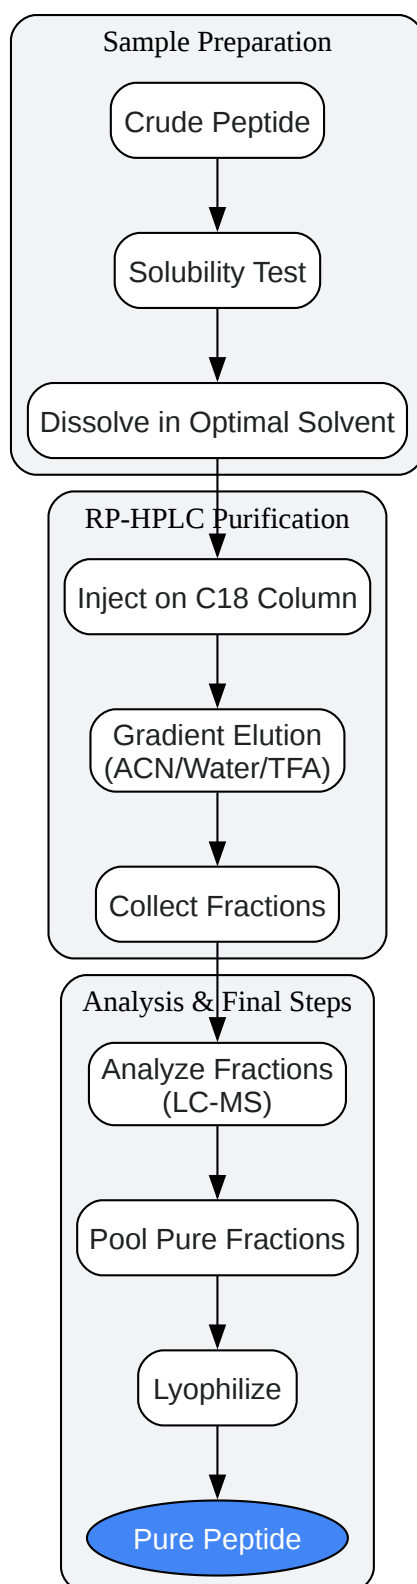 Sample Preparation
Crude Peptide
Solubility Test
Dissolve in Optimal Solvent
RP-HPLC Purification
Inject on C18 Column
Gradient Elution
(ACN/Water/TFA)
Collect Fractions
Analysis & Final Steps
Analyze Fractions
(LC-MS)
Pool Pure Fractions
Lyophilize
Pure Peptide